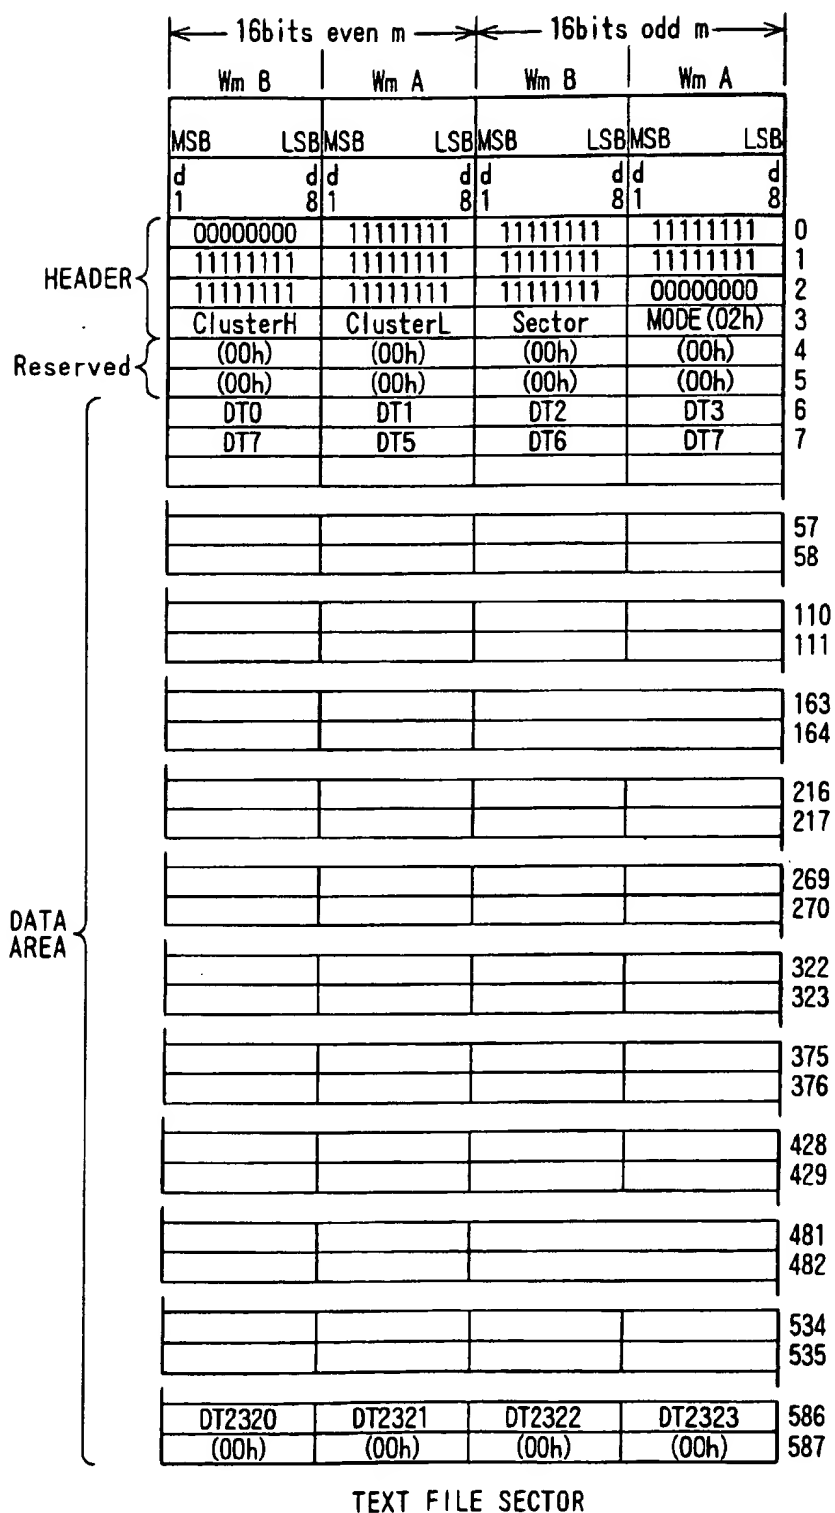 16bits even m 16bits odd m
Wm B Wm A Wm B Wm A
MSB LSB MSB LSB MSB LSB MSB LSB
d d d d d d d d
1 8 1 8 1 8 1 8
00000000 11111111 11111111 11111111 0
11111111 11111111 11111111 11111111 1
HEADER
11111111 11111111 11111111 00000000 2
ClusterH ClusterL Sector MODE(02h) 3
(00h) (00h) (00h) (00h) 4
Reserved
(00h) (00h) (00h) (00h) 5
DT0 DT1 DT2 DT3 6
DT7 DT5 DT6 DT7 7
57
58
110
111
163
164
216
217
269
270
DATA
AREA
322
323
375
376
428
429
481
482
534
535
DT2320 DT2321 DT2322 DT2323 586
(00h) (00h) (00h) (00h) 587
TEXT FILE SECTOR